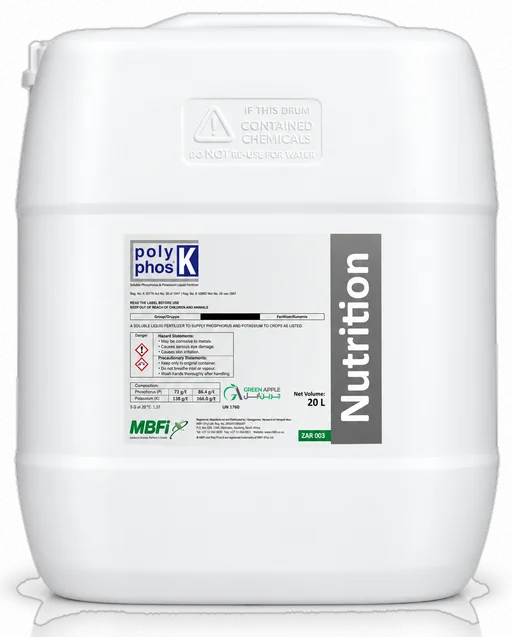 IF THIS DRUM
CONTAINED
CHEMICALS
DO NOT RE-USE FOR WATER
poly
phos K
Soluble Phosphorus & Potassium Liquid Fertilizer
READ THE LABEL BEFORE USE
KEEP OUT OF REACH OF CHILDREN AND ANIMALS
Group/Gruppe Fertilizer/Kunsmis
A SOLUBLE LIQUID FERTILIZER TO SUPPLY PHOSPHORUS AND POTASSIUM TO CROPS AS LISTED.
Danger
Hazard Statements:
• May be corrosive to metals
• Causes serious eye damage.
• Causes skin irritation.
Precautionary Statements:
• Keep only in original container.
• Do not breathe mist or vapour.
• Wash hands thoroughly after handling
Composition:
Phosphorus (P) 72 g/ℓ 86.4 g/ℓ
Potassium (K) 138 g/ℓ 166.0 g/ℓ
GREEN APPLE
جرين آبل
UN 1760
Net Volume:
20 L
MBFi
ZAR 003
Nutrition